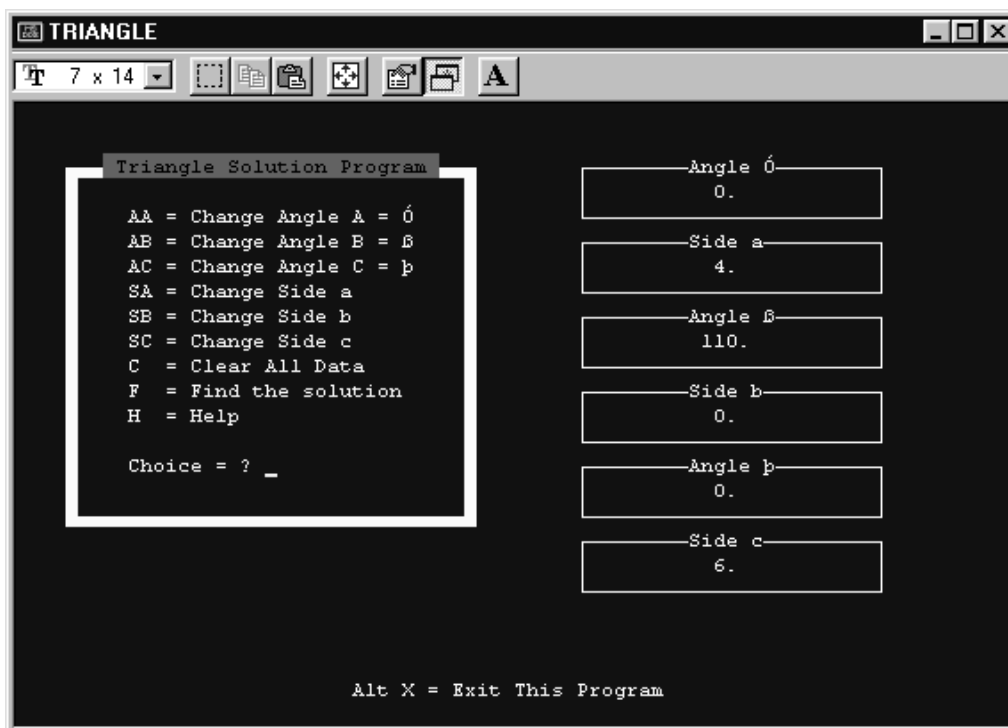 TRIANGLE
7 x 14
A
Triangle Solution Program
AA = Change Angle A = Ó
AB = Change Angle B = ß
AC = Change Angle C = þ
SA = Change Side a
SB = Change Side b
SC = Change Side c
C = Clear All Data
F = Find the solution
H = Help
Choice = ? _
Angle Ó
0.
Side a
4.
Angle ß
110.
Side b
0.
Angle þ
0.
Side c
6.
Alt X = Exit This Program